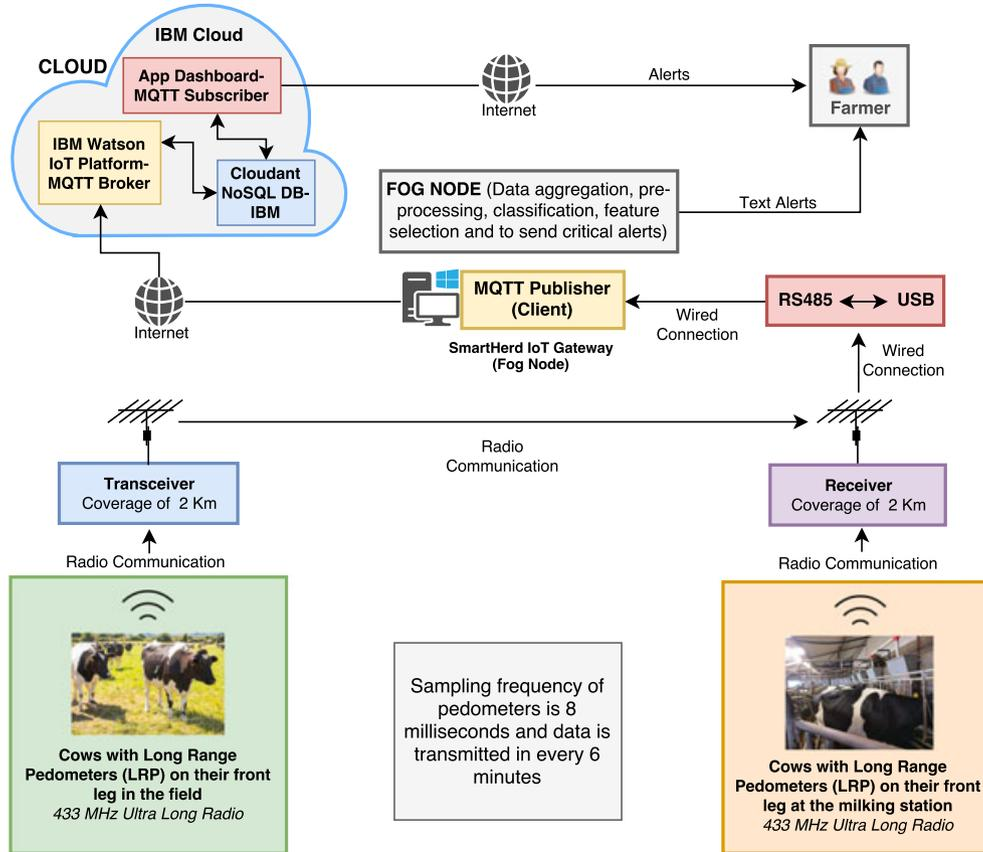 IBM Cloud
CLOUD
App Dashboard-
MQTT Subscriber
IBM Watson
IoT Platform-
MQTT Broker
Cloudant
NoSQL DB-
IBM
Internet
Alerts
Farmer
FOG NODE (Data aggregation, pre-
processing, classification, feature
selection and to send critical alerts)
Text Alerts
Internet
MQTT Publisher
(Client)
SmartHerd IoT Gateway
(Fog Node)
Wired
Connection
RS485 USB
Wired
Connection
Radio
Communication
Transceiver
Coverage of 2 Km
Receiver
Coverage of 2 Km
Radio Communication
Radio Communication
Cows with Long Range
Pedometers (LRP) on their front
leg in the field
433 MHz Ultra Long Radio
Sampling frequency of
pedometers is 8
milliseconds and data is
transmitted in every 6
minutes
Cows with Long Range
Pedometers (LRP) on their front
leg at the milking station
433 MHz Ultra Long Radio